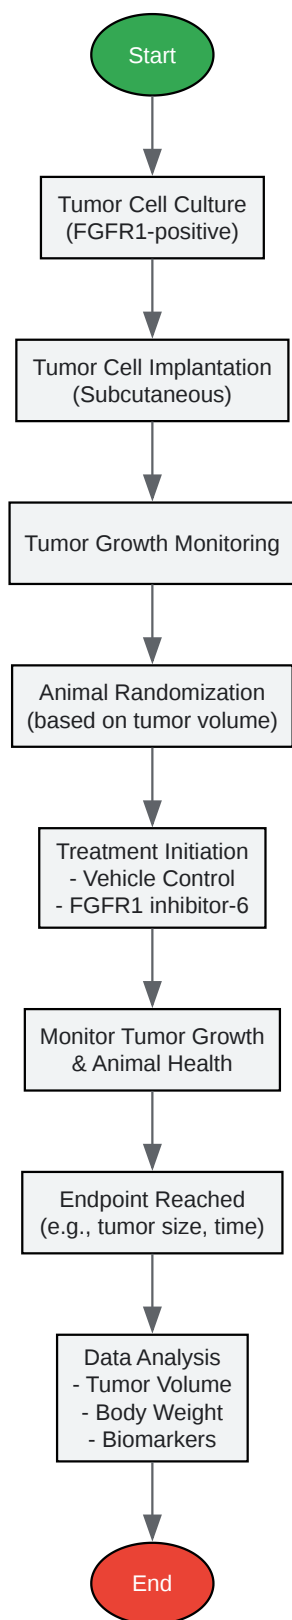 Start
Tumor Cell Culture
(FGFR1-positive)
Tumor Cell Implantation
(Subcutaneous)
Tumor Growth Monitoring
Animal Randomization
(based on tumor volume)
Treatment Initiation
- Vehicle Control
- FGFR1 inhibitor-6
Monitor Tumor Growth
& Animal Health
Endpoint Reached
(e.g., tumor size, time)
Data Analysis
- Tumor Volume
- Body Weight
- Biomarkers
End